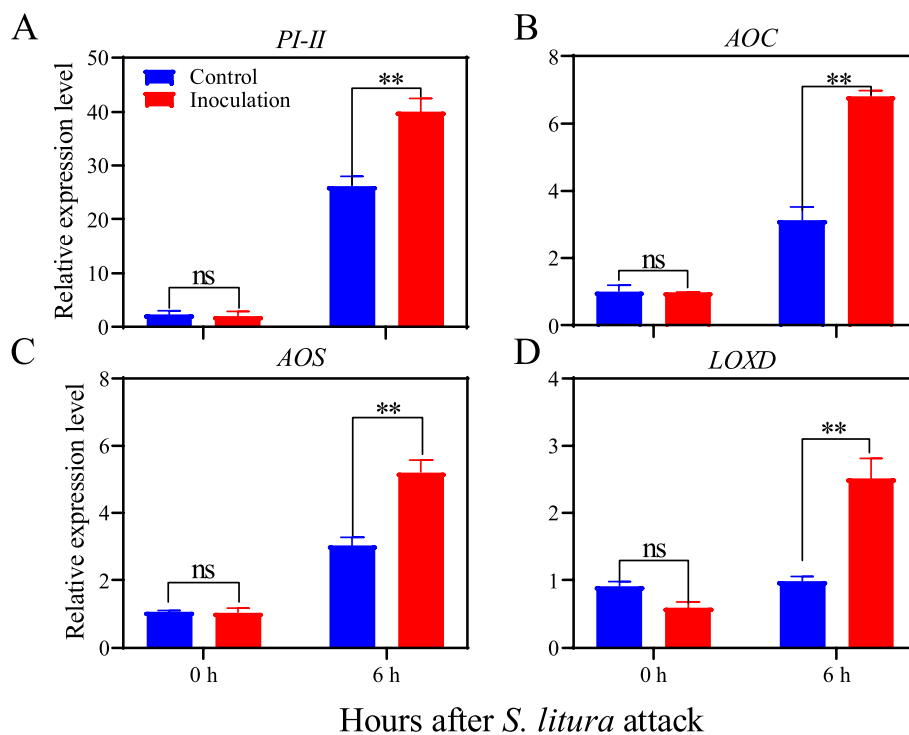 A
PI-II
Relative expression level
50
40
30
20
10
0
Control
Inoculation
ns
**
B
AOC
8
6
4
2
0
ns
**
C
AOS
Relative expression level
8
6
4
2
0
ns
**
0 h
6 h
D
LOXD
4
3
2
1
0
ns
**
0 h
6 h
Hours after S. litura attack